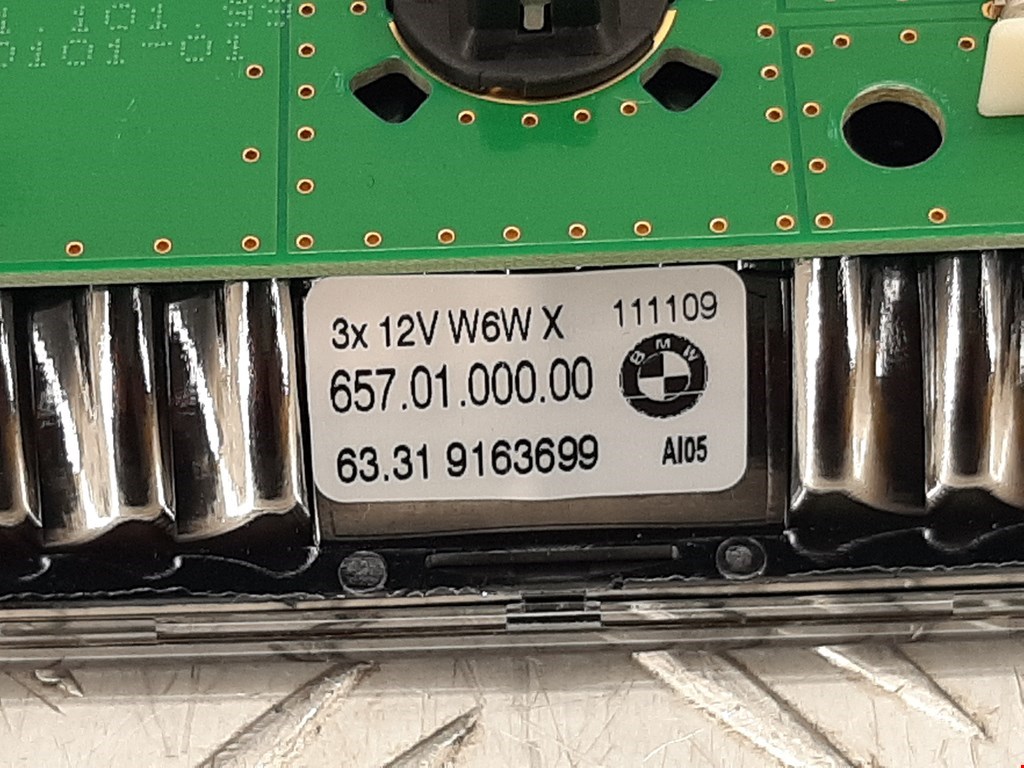 3x 12V W6W X 111109
657.01.000.00
BMW
63.31 9163699 AI05